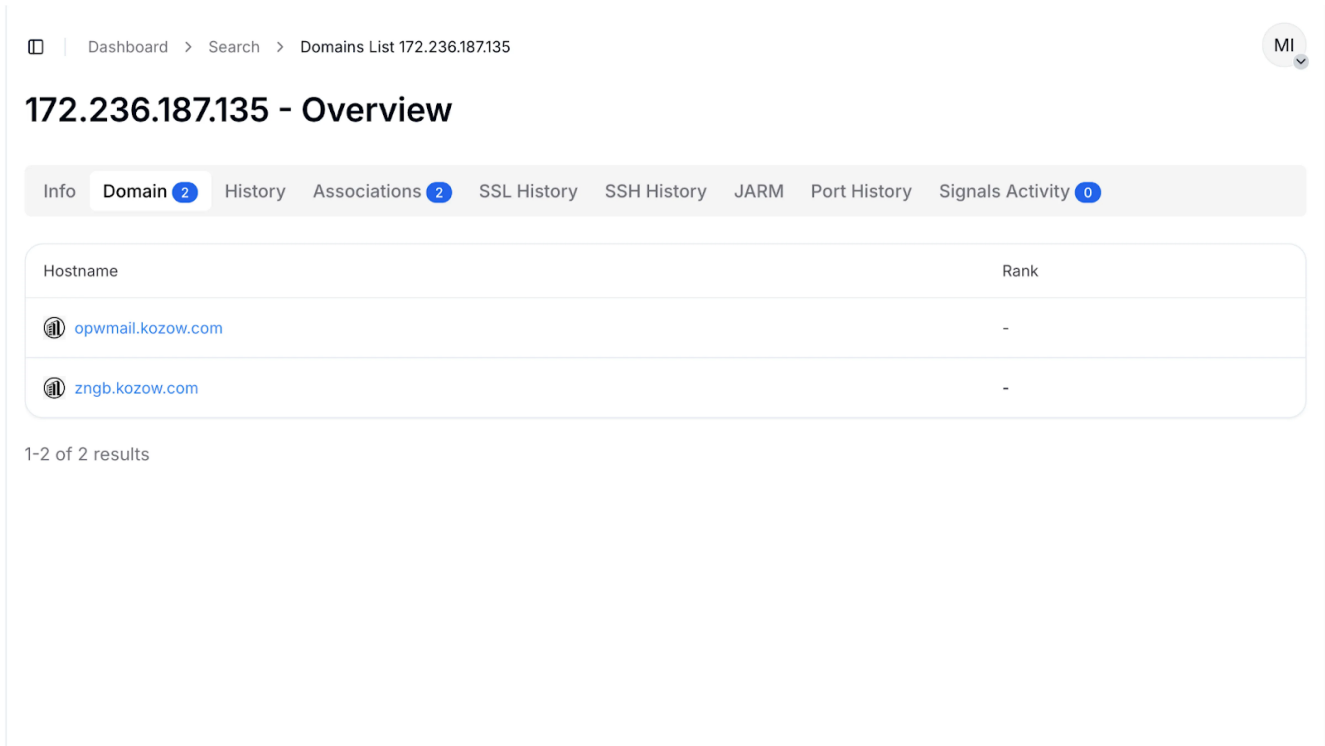 Dashboard > Search > Domains List 172.236.187.135
MI
172.236.187.135 - Overview
Info Domain 2 History Associations 2 SSL History SSH History JARM Port History Signals Activity 0
Hostname Rank
opwmail.kozow.com -
zngb.kozow.com -
1-2 of 2 results